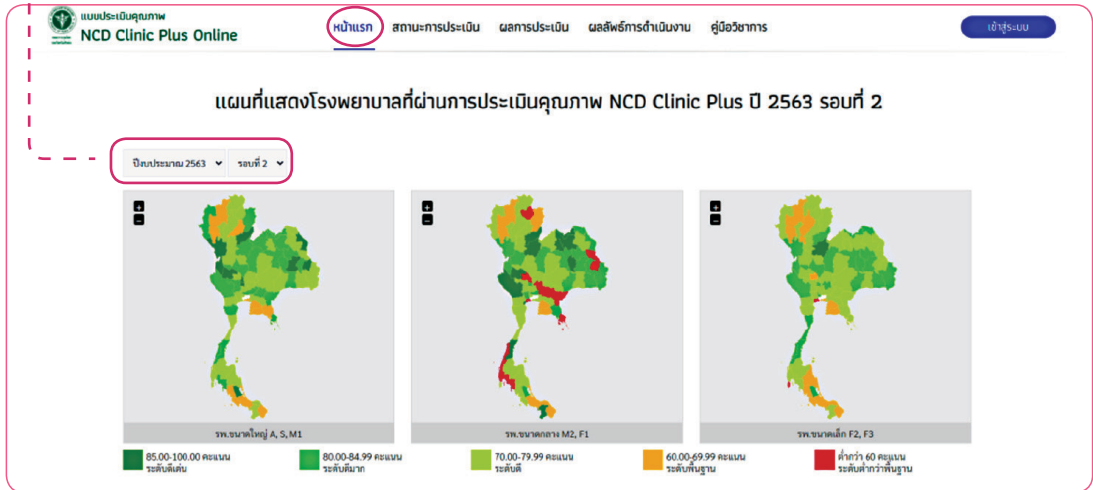 แบบประเมินคุณภาพ
NCD Clinic Plus Online
หน้าแรก สถานะการประเมิน ผลการประเมิน ผลลัพธ์การดำเนินงาน คู่มือวิชาการ
เข้าสู่ระบบ
แผนที่แสดงโรงพยาบาลที่ผ่านการประเมินคุณภาพ NCD Clinic Plus ปี 2563 รอบที่ 2
ปีงบประมาณ 2563 รอบที่ 2
รพ.ขนาดใหญ่ A, S, M1
รพ.ขนาดกลาง M2, F1
รพ.ขนาดเล็ก F2, F3
85.00-100.00 คะแนน
ระดับดีเด่น
80.00-84.99 คะแนน
ระดับดีมาก
70.00-79.99 คะแนน
ระดับดี
60.00-69.99 คะแนน
ระดับพื้นฐาน
ต่ำกว่า 60 คะแนน
ระดับต่ำกว่าพื้นฐาน